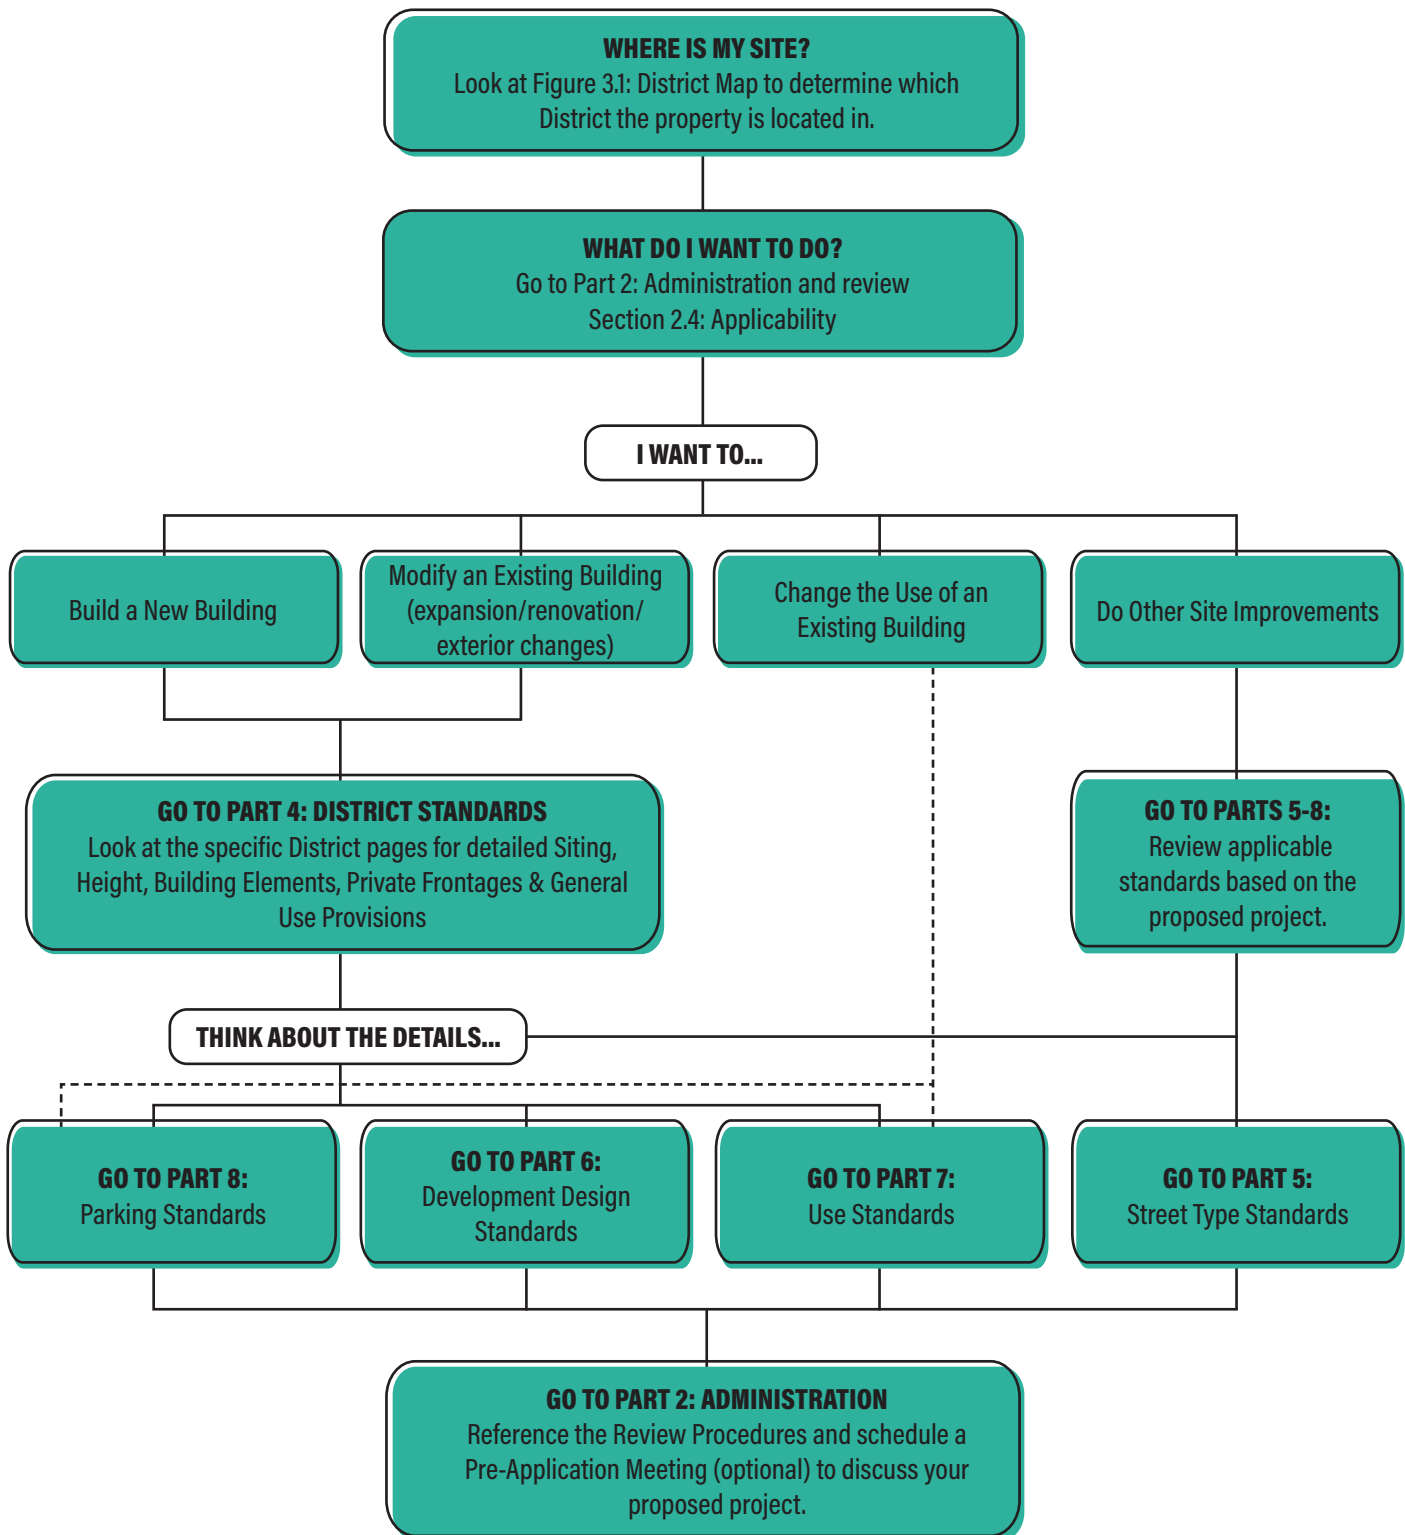 WHERE IS MY SITE?
Look at Figure 3.1: District Map to determine which
District the property is located in.
WHAT DO I WANT TO DO?
Go to Part 2: Administration and review
Section 2.4: Applicability
I WANT TO...
Build a New Building
Modify an Existing Building
(expansion/renovation/
exterior changes)
Change the Use of an
Existing Building
Do Other Site Improvements
GO TO PART 4: DISTRICT STANDARDS
Look at the specific District pages for detailed Siting,
Height, Building Elements, Private Frontages & General
Use Provisions
GO TO PARTS 5-8:
Review applicable
standards based on the
proposed project.
THINK ABOUT THE DETAILS...
GO TO PART 8:
Parking Standards
GO TO PART 6:
Development Design
Standards
GO TO PART 7:
Use Standards
GO TO PART 5:
Street Type Standards
GO TO PART 2: ADMINISTRATION
Reference the Review Procedures and schedule a
Pre-Application Meeting (optional) to discuss your
proposed project.